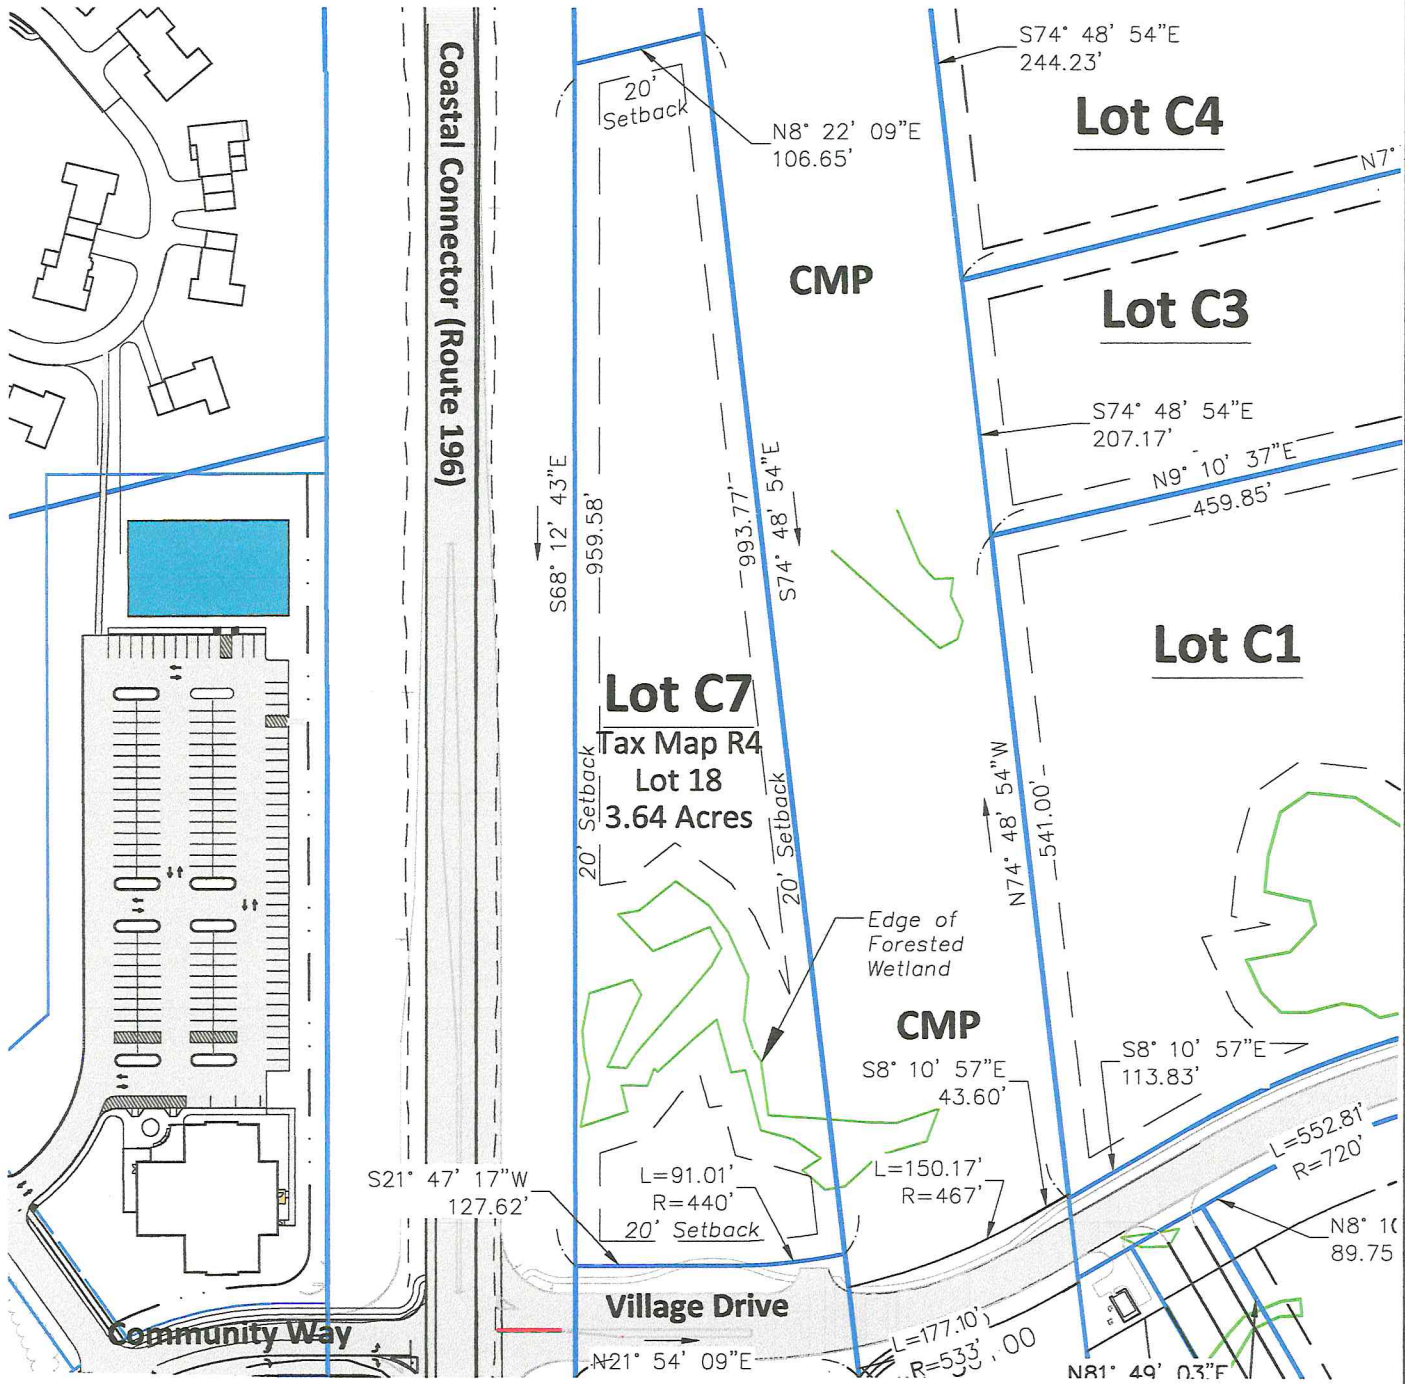 Coastal Connector (Route 196)
20'
Setback
N8° 22' 09"E
106.65'
S74° 48' 54"E
244.23'
Lot C4
N7°
CMP
Lot C3
S74° 48' 54"E
207.17'
N9° 10' 37"E
459.85'
S68° 12' 43"E
959.58'
993.77'
S74° 48' 54"E
Lot C1
Lot C7
Tax Map R4
Lot 18
3.64 Acres
20' Setback
20' Setback
N74° 48' 54"W
541.00'
Edge of
Forested
Wetland
CMP
S8° 10' 57"E
43.60'
S8° 10' 57"E
113.83'
S21° 47' 17"W
127.62'
L=91.01'
R=440'
20' Setback
L=150.17'
R=467'
L=552.81'
R=720'
N8° 10
89.75
Village Drive
Community Way
N21° 54' 09"E
L=177.10'
R=533'
00
N81° 49' 03"E